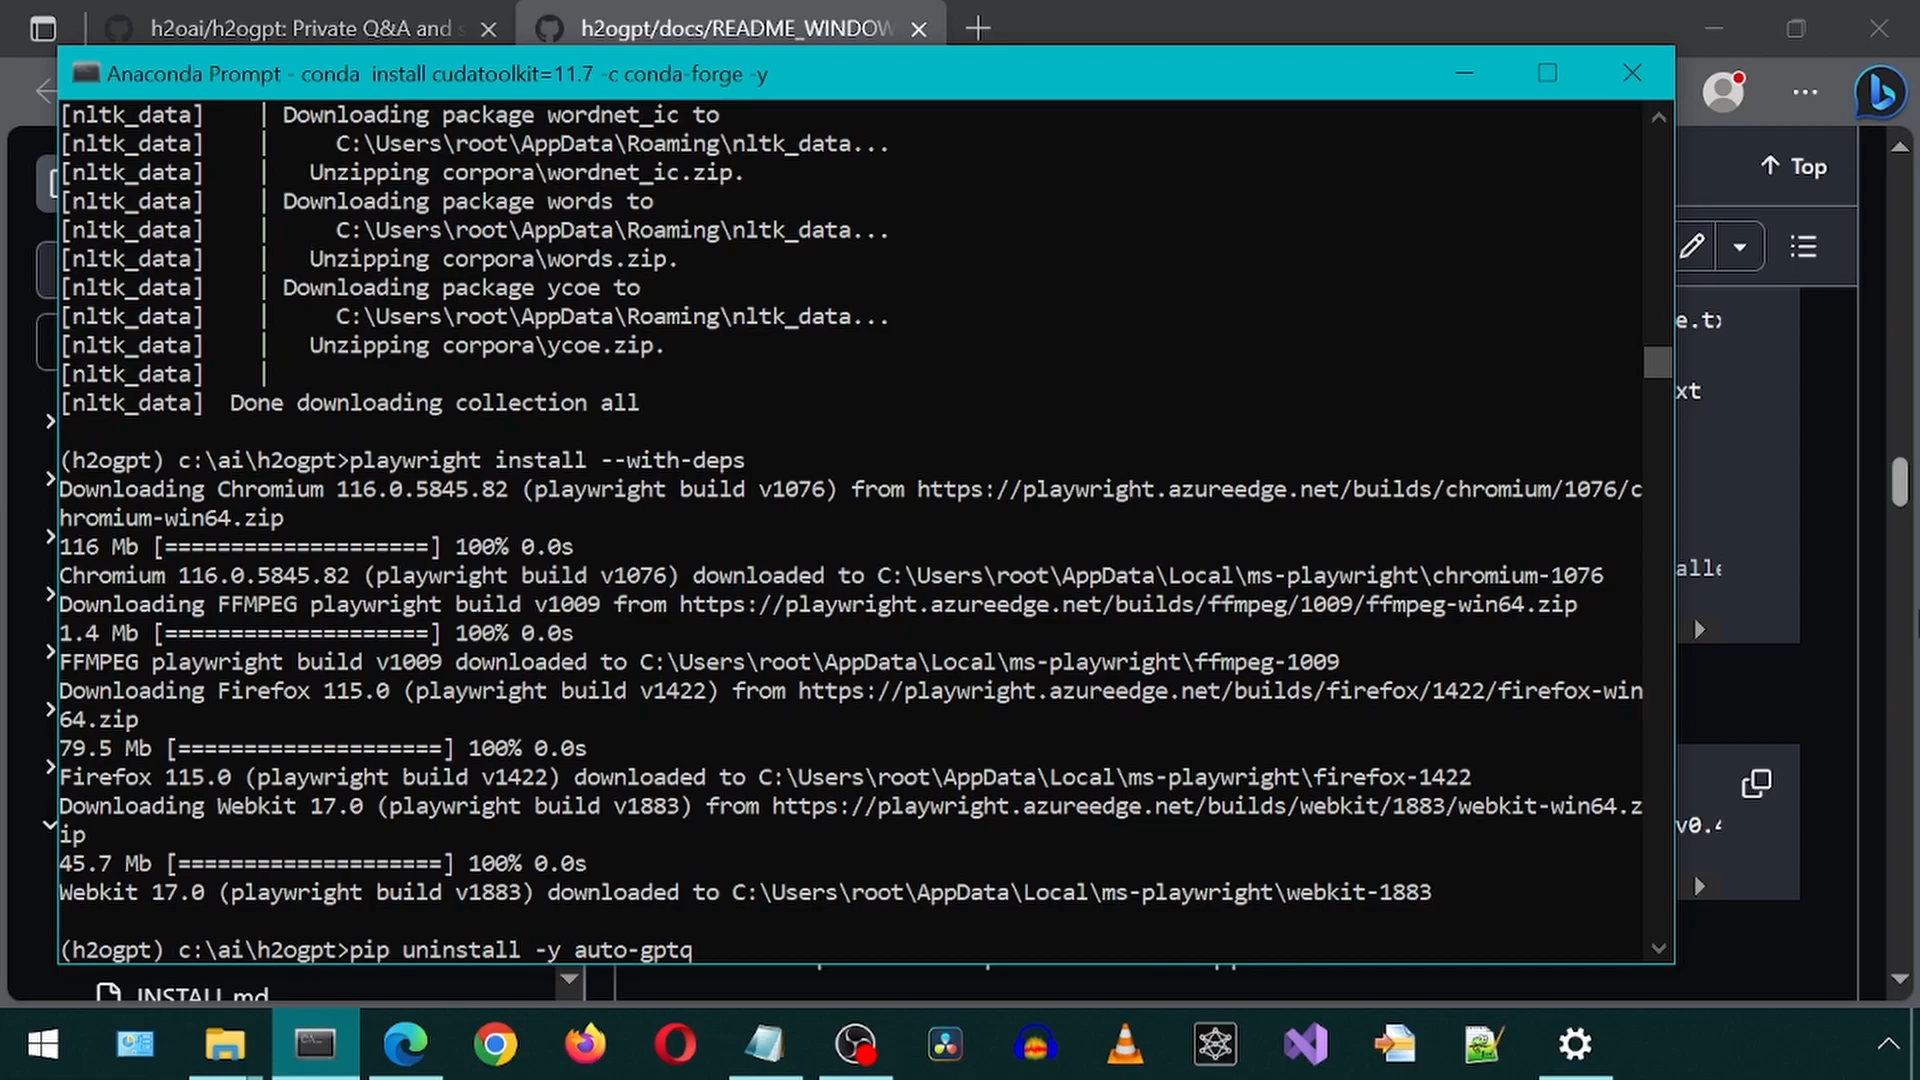 h2oai/h2ogpt: Private Q&A and s
h2ogpt/docs/README_WINDOW
Anaconda Prompt - conda  install cudatoolkit=11.7 -c conda-forge -y
[nltk_data]    | Downloading package wordnet_ic to
[nltk_data]    |     C:\Users\root\AppData\Roaming\nltk_data...
[nltk_data]    |   Unzipping corpora\wordnet_ic.zip.
[nltk_data]    | Downloading package words to
[nltk_data]    |     C:\Users\root\AppData\Roaming\nltk_data...
[nltk_data]    |   Unzipping corpora\words.zip.
[nltk_data]    | Downloading package ycoe to
[nltk_data]    |     C:\Users\root\AppData\Roaming\nltk_data...
[nltk_data]    |   Unzipping corpora\ycoe.zip.
[nltk_data]    |
[nltk_data]  Done downloading collection all
(h2ogpt) c:\ai\h2ogpt>playwright install --with-deps
Downloading Chromium 116.0.5845.82 (playwright build v1076) from https://playwright.azureedge.net/builds/chromium/1076/c
hromium-win64.zip
116 Mb [====================] 100% 0.0s
Chromium 116.0.5845.82 (playwright build v1076) downloaded to C:\Users\root\AppData\Local\ms-playwright\chromium-1076
Downloading FFMPEG playwright build v1009 from https://playwright.azureedge.net/builds/ffmpeg/1009/ffmpeg-win64.zip
1.4 Mb [====================] 100% 0.0s
FFMPEG playwright build v1009 downloaded to C:\Users\root\AppData\Local\ms-playwright\ffmpeg-1009
Downloading Firefox 115.0 (playwright build v1422) from https://playwright.azureedge.net/builds/firefox/1422/firefox-win
64.zip
79.5 Mb [====================] 100% 0.0s
Firefox 115.0 (playwright build v1422) downloaded to C:\Users\root\AppData\Local\ms-playwright\firefox-1422
Downloading Webkit 17.0 (playwright build v1883) from https://playwright.azureedge.net/builds/webkit/1883/webkit-win64.z
ip
45.7 Mb [====================] 100% 0.0s
Webkit 17.0 (playwright build v1883) downloaded to C:\Users\root\AppData\Local\ms-playwright\webkit-1883
(h2ogpt) c:\ai\h2ogpt>pip uninstall -y auto-gptq
Top
xt
INSTALL.md